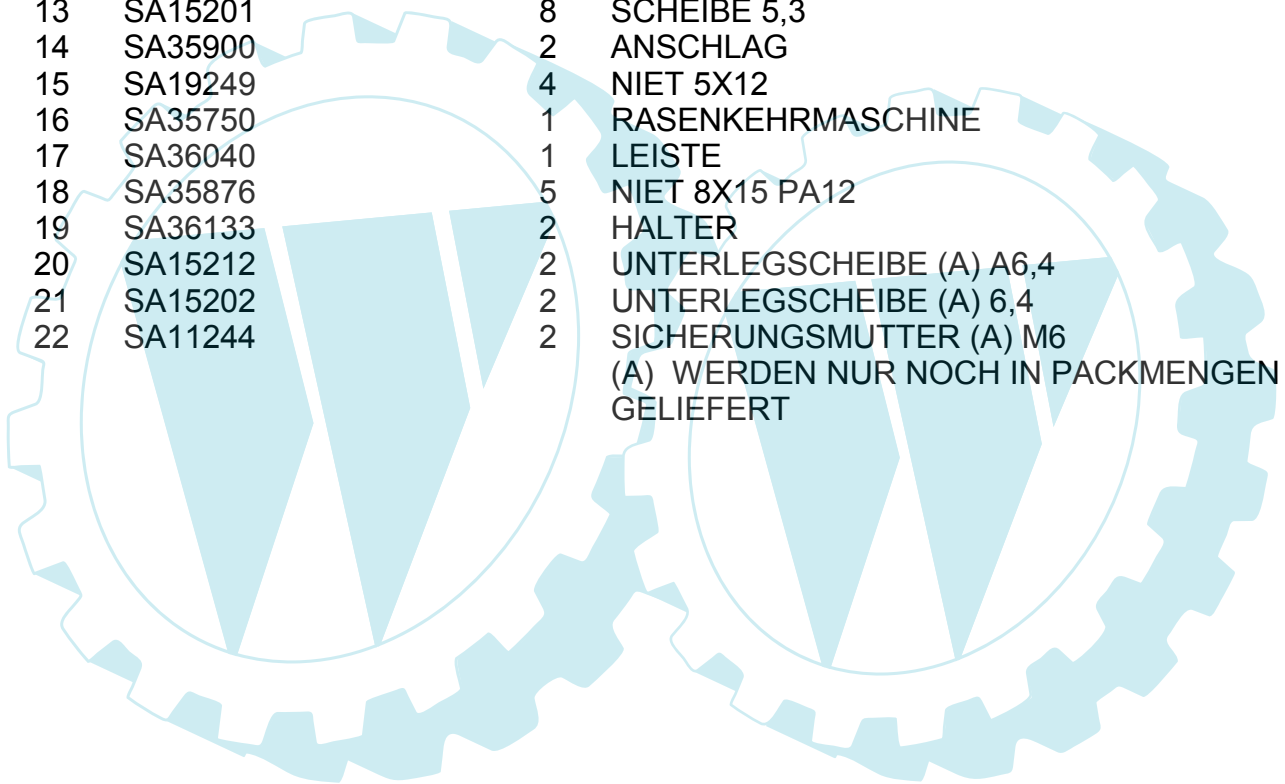 13 SA15201 8 SCHEIBE 5,3
14 SA35900 2 ANSCHLAG
15 SA19249 4 NIET 5X12
16 SA35750 1 RASENKEHRMASCHINE
17 SA36040 1 LEISTE
18 SA35876 5 NIET 8X15 PA12
19 SA36133 2 HALTER
20 SA15212 2 UNTERLEGSCHEIBE (A) A6,4
21 SA15202 2 UNTERLEGSCHEIBE (A) 6,4
22 SA11244 2 SICHERUNGSMUTTER (A) M6
(A) WERDEN NUR NOCH IN PACKMENGEN
GELIEFERT